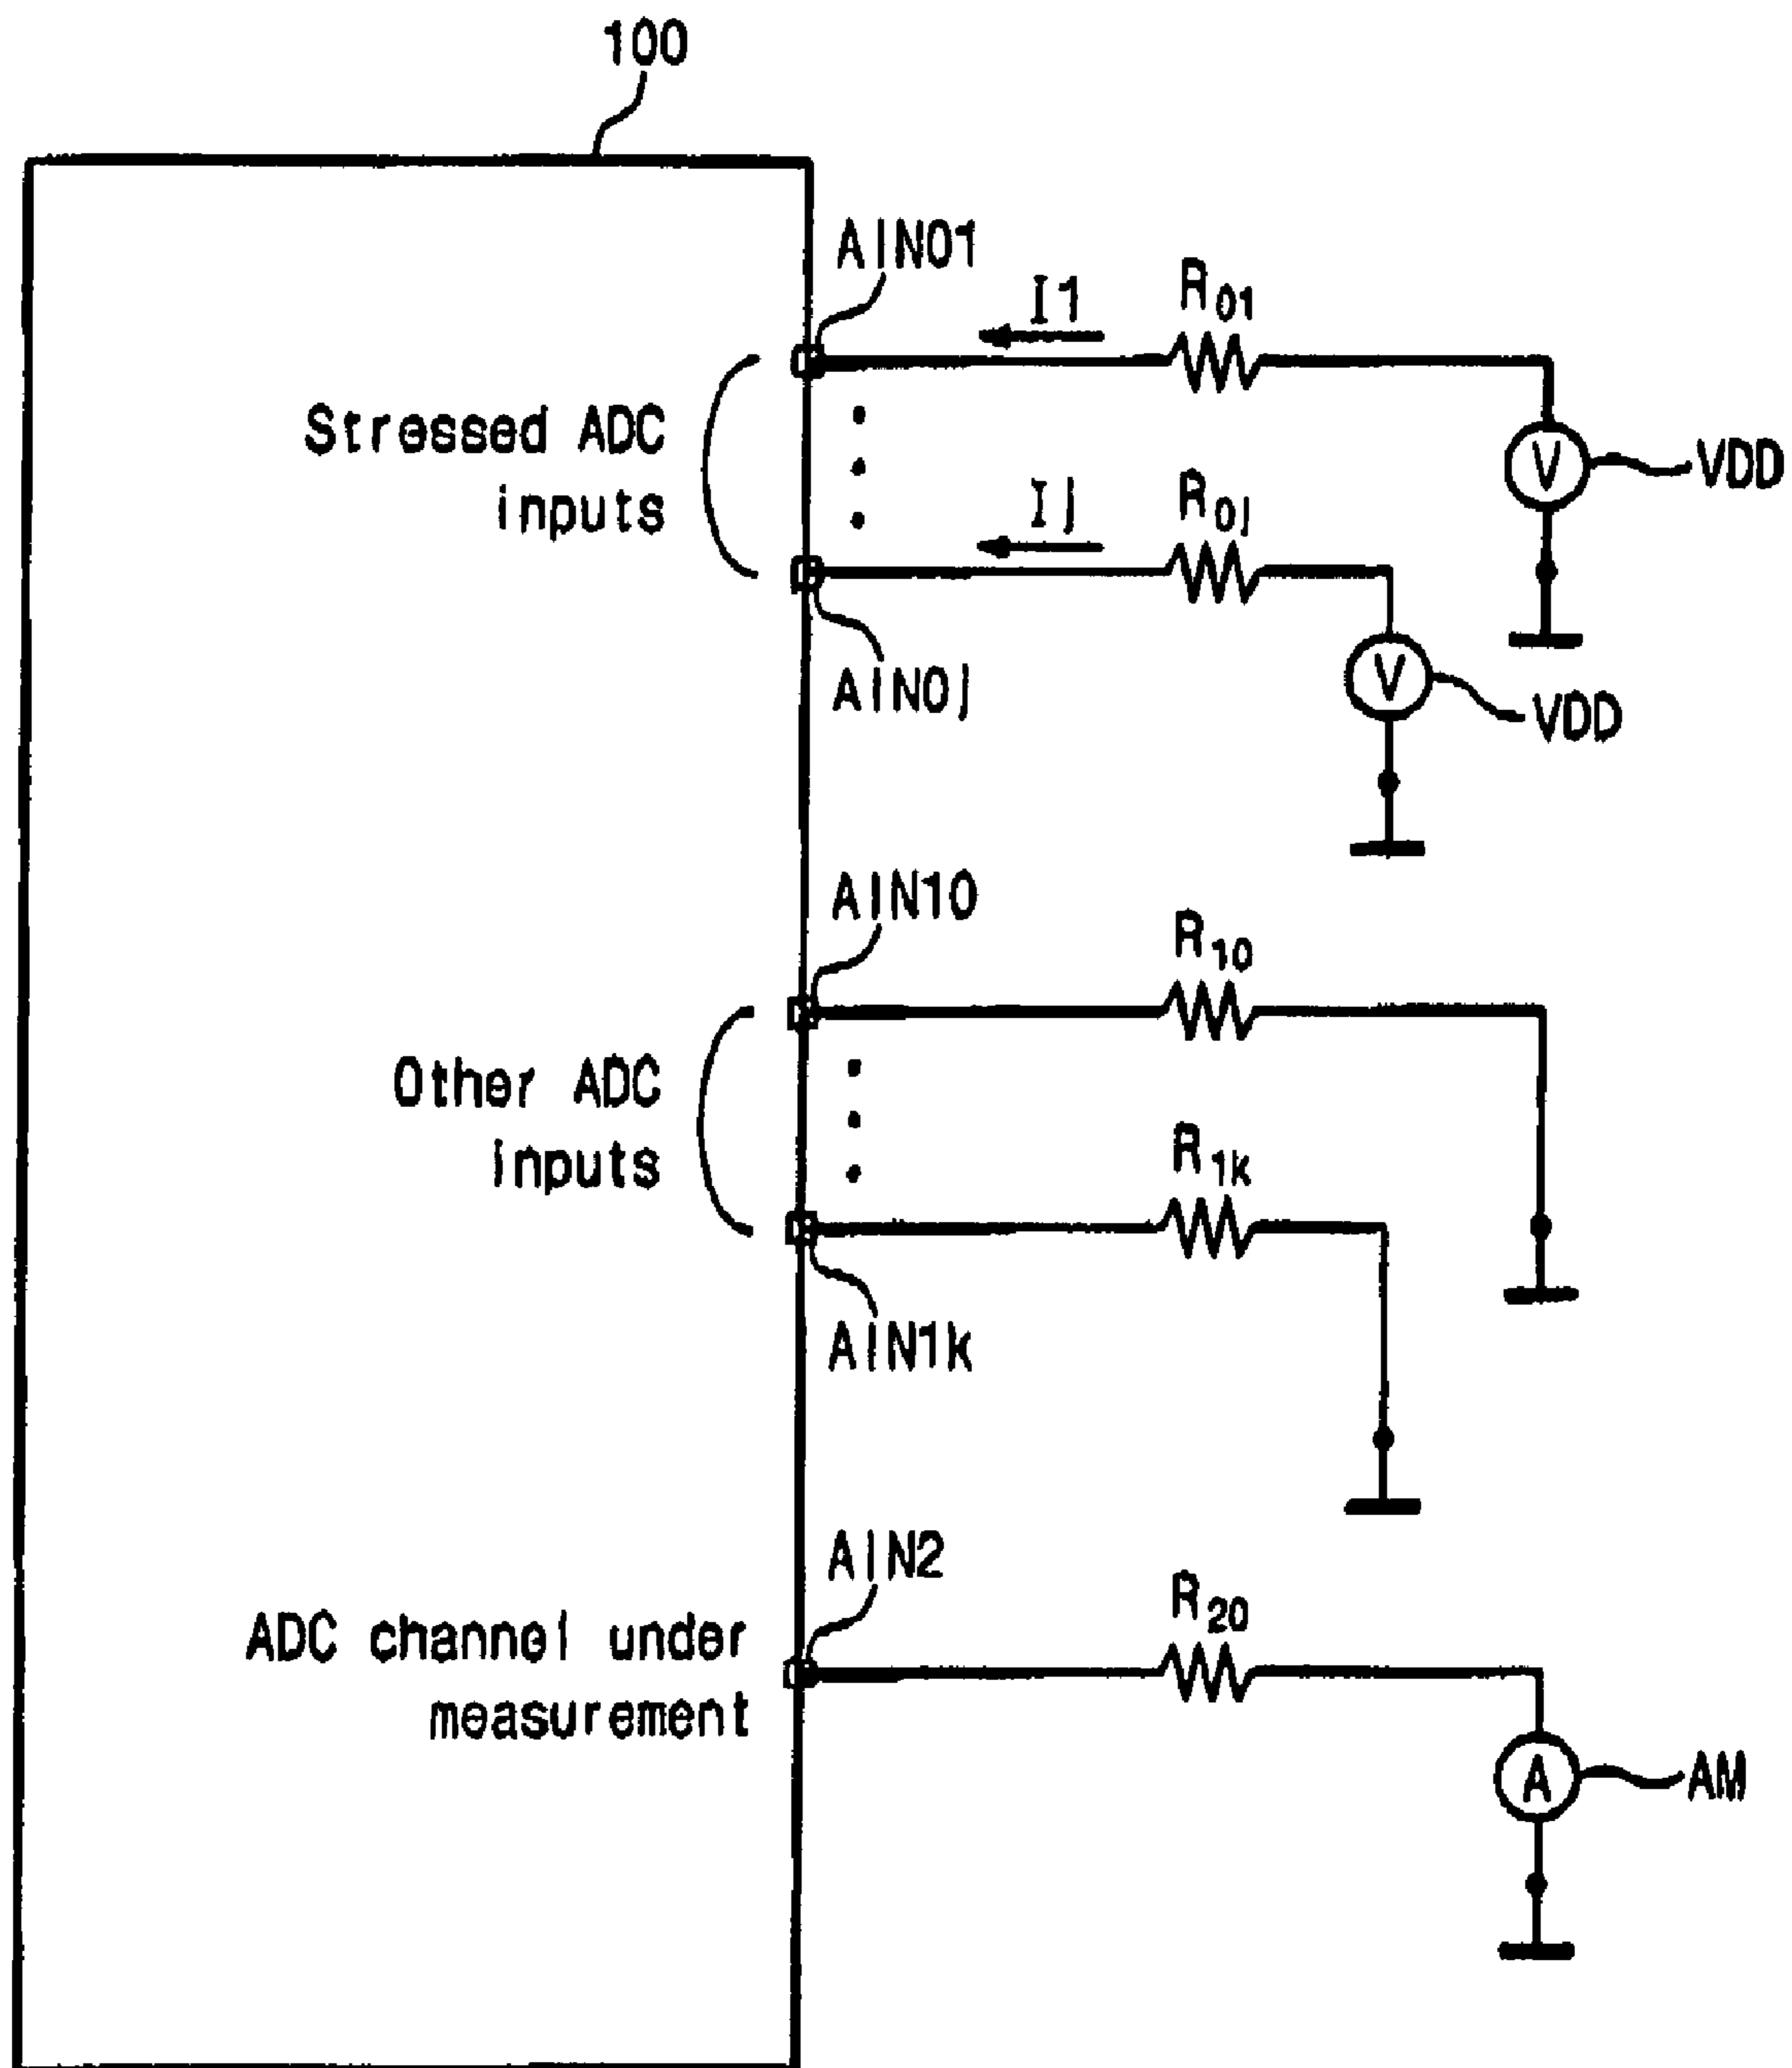 100
AIN01
I1
R01
Stressed ADC
inputs
V
VDD
Ij
R0j
AIN0j
V
VDD
AIN10
R10
Other ADC
inputs
R1k
AIN1k
AIN2
R20
ADC channel under
measurement
A
AM